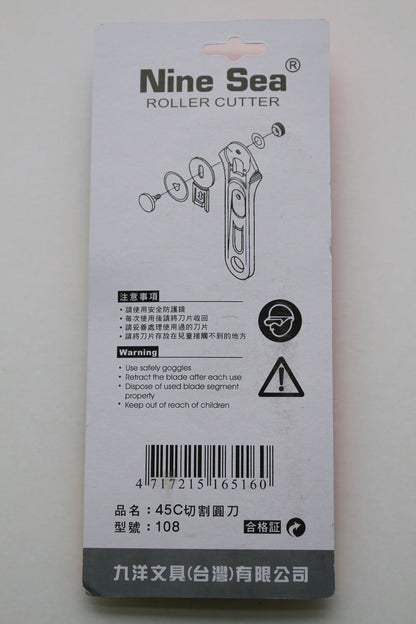 Nine Sea ®
ROLLER CUTTER
注意事項
・請使用安全防護鏡
・每次使用後請將刀片收回
・請妥善處理使用過的刀片
・請將刀片存放在兒童接觸不到的地方
Warning
• Use safely goggles
• Retract the blade after each use
• Dispose of used blade segment
properly
• Keep out of reach of children
4 717215 165160
品名：45C切割圓刀
型號：108
合格証
九洋文具(台灣)有限公司